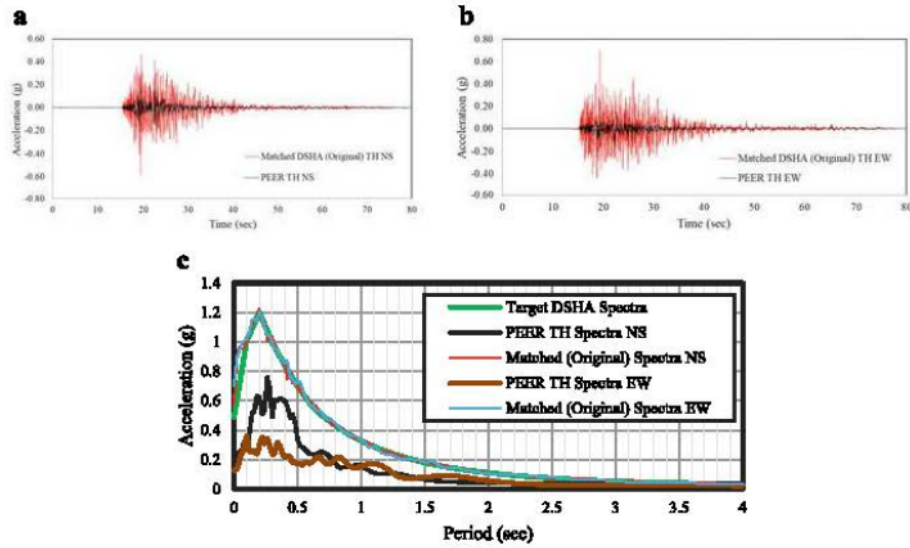 a
0.60
0.40
0.20
0.00
-0.20
-0.40
-0.60
-0.80
Acceleration (g)
Matched DSHA (Original) TH NS
PEER TH NS
0 10 20 30 40 50 60 70 80
Time (sec)
b
0.80
0.60
0.40
0.20
0.00
-0.20
-0.40
-0.60
Acceleration (g)
Matched DSHA (Original) TH EW
PEER TH EW
0 10 20 30 40 50 60 70 80
Time (sec)
c
1.4
1.2
1
0.8
0.6
0.4
0.2
0
Acceleration (g)
Target DSHA Spectra
PEER TH Spectra NS
Matched (Original) Spectra NS
PEER TH Spectra EW
Matched (Original) Spectra EW
0 0.5 1 1.5 2 2.5 3 3.5 4
Period (sec)